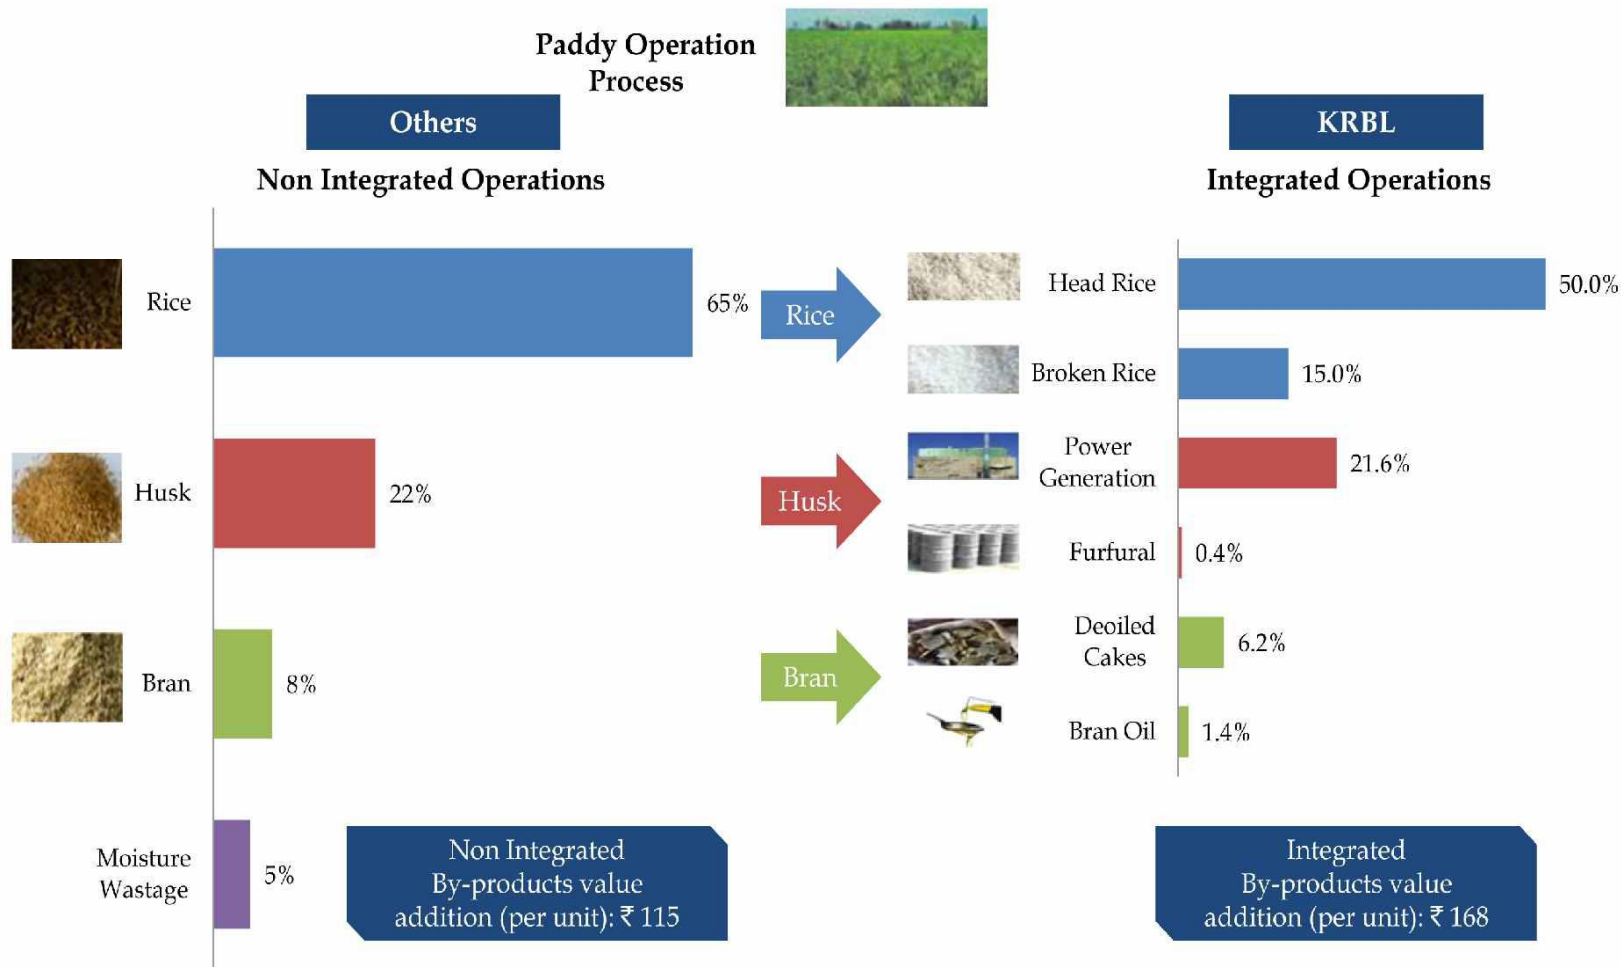 Paddy Operation
Process
Others
Non Integrated Operations
Rice
65%
Husk
22%
Bran
8%
Moisture
Wastage
5%
Non Integrated
By-products value
addition (per unit): ₹ 115
Rice
Husk
Bran
KRBL
Integrated Operations
Head Rice
50.0%
Broken Rice
15.0%
Power
Generation
21.6%
Furfural
0.4%
Deoiled
Cakes
6.2%
Bran Oil
1.4%
Integrated
By-products value
addition (per unit): ₹ 168